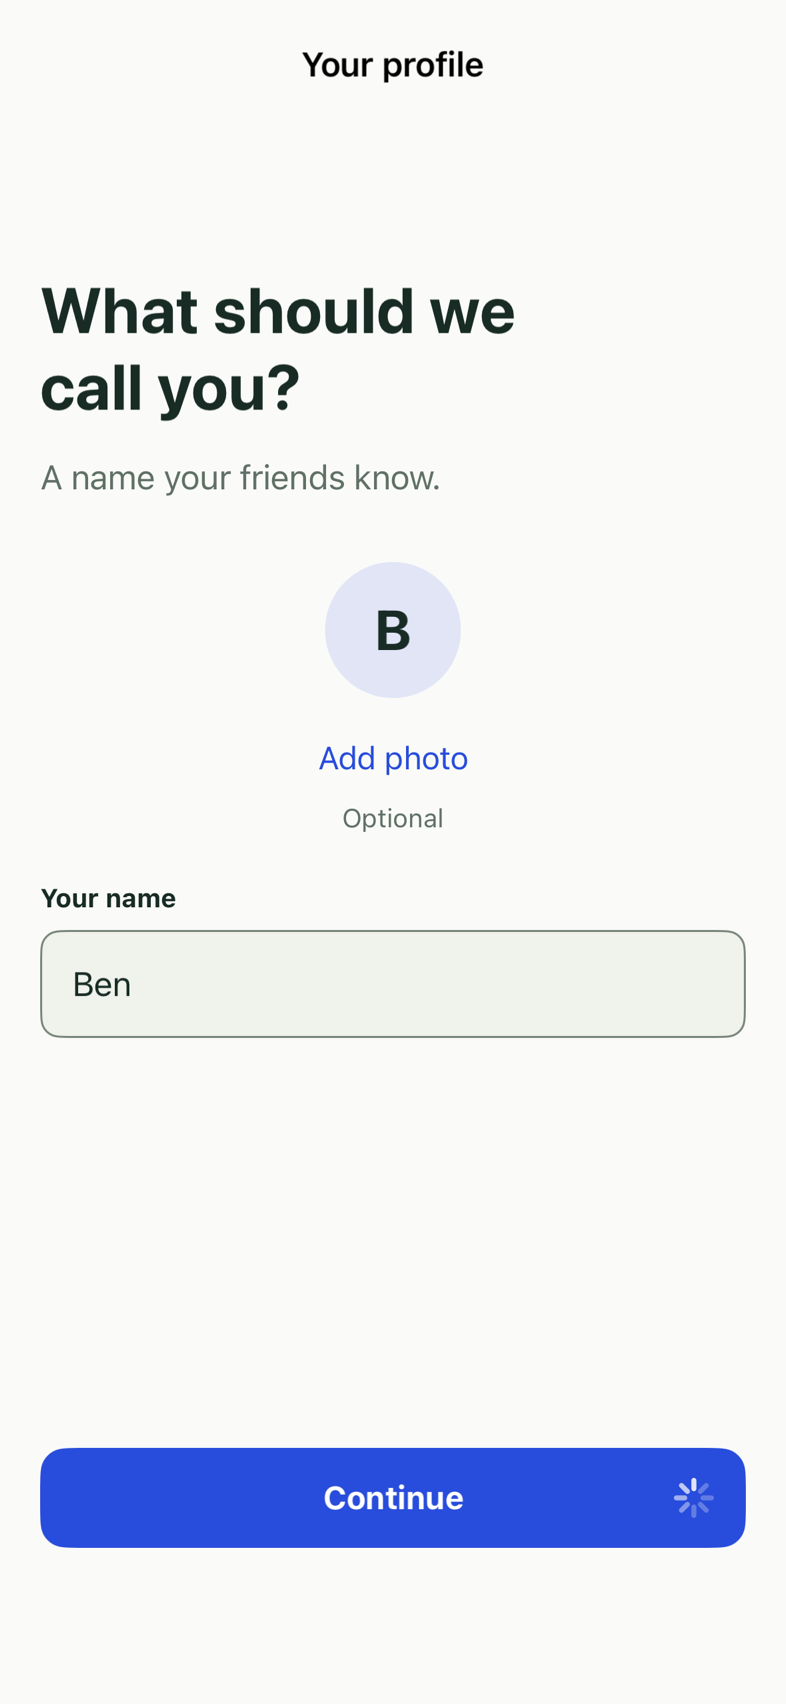 Your profile
What should we
call you?
A name your friends know.
B
Add photo
Optional
Your name
Ben
Continue